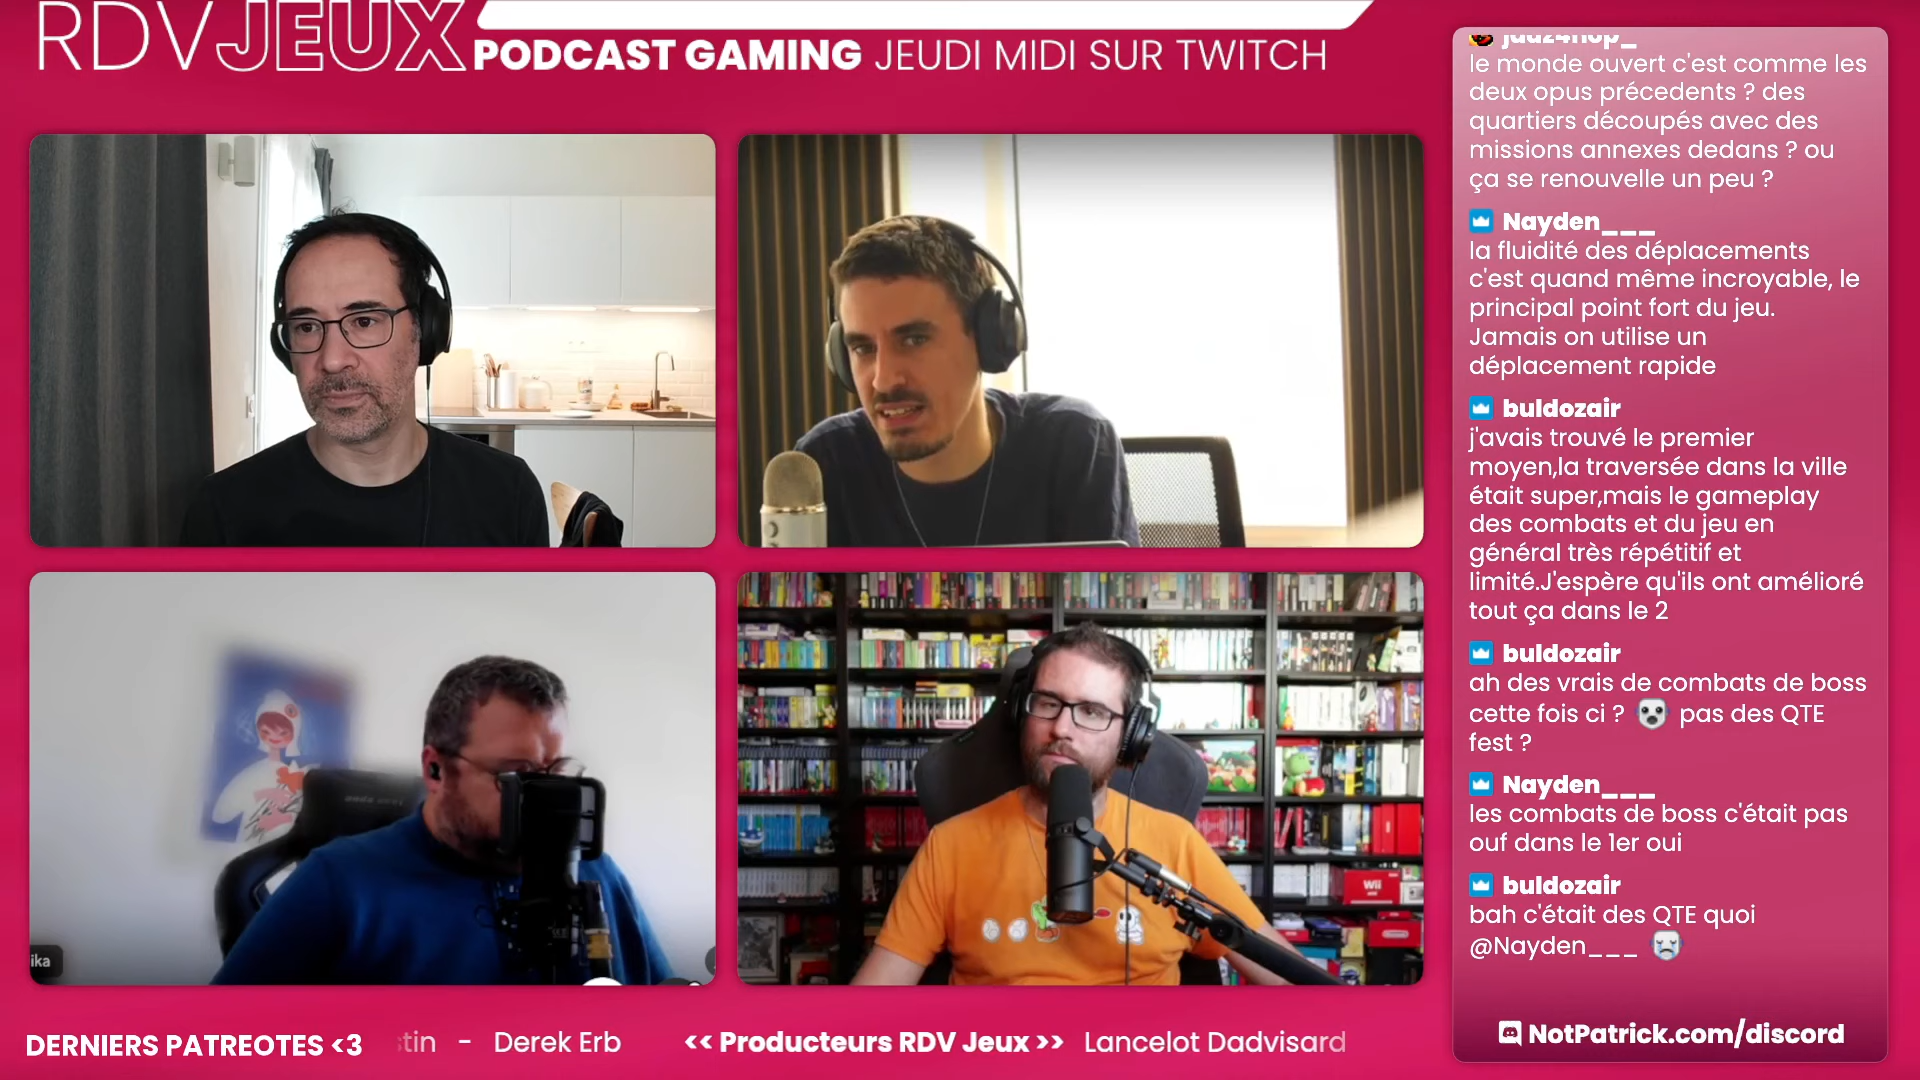 RDVJEUX
PODCAST GAMING JEUDI MIDI SUR TWITCH
le monde ouvert c'est comme les
deux opus précedents ? des
quartiers découpés avec des
missions annexes dedans ? ou
ça se renouvelle un peu ?
Nayden___
la fluidité des déplacements
c'est quand même incroyable, le
principal point fort du jeu.
Jamais on utilise un
déplacement rapide
buldozair
j'avais trouvé le premier
moyen,la traversée dans la ville
était super,mais le gameplay
des combats et du jeu en
général très répétitif et
limité.J'espère qu'ils ont amélioré
tout ça dans le 2
buldozair
ah des vrais de combats de boss
cette fois ci ? pas des QTE
fest ?
Nayden___
les combats de boss c'était pas
ouf dans le 1er oui
buldozair
bah c'était des QTE quoi
@Nayden___
NotPatrick.com/discord
Wii
ika
DERNIERS PATREOTES <3
tin - Derek Erb << Producteurs RDV Jeux >> Lancelot Dadvisard